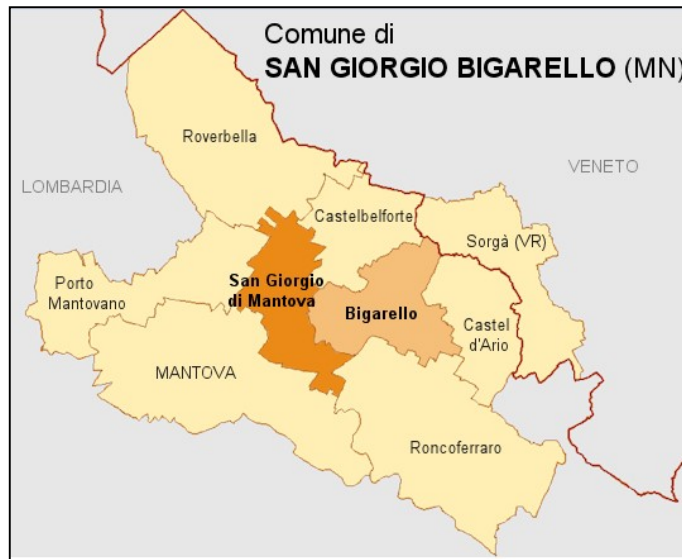 Comune di
SAN GIORGIO BIGARELLO (MN)
Roverbella
VENETO
LOMBARDIA
Castelbelforte
Sorgà (VR)
San Giorgio
di Mantova
Porto
Mantovano
Bigarello
Castel
d'Ario
MANTOVA
Roncoferraro